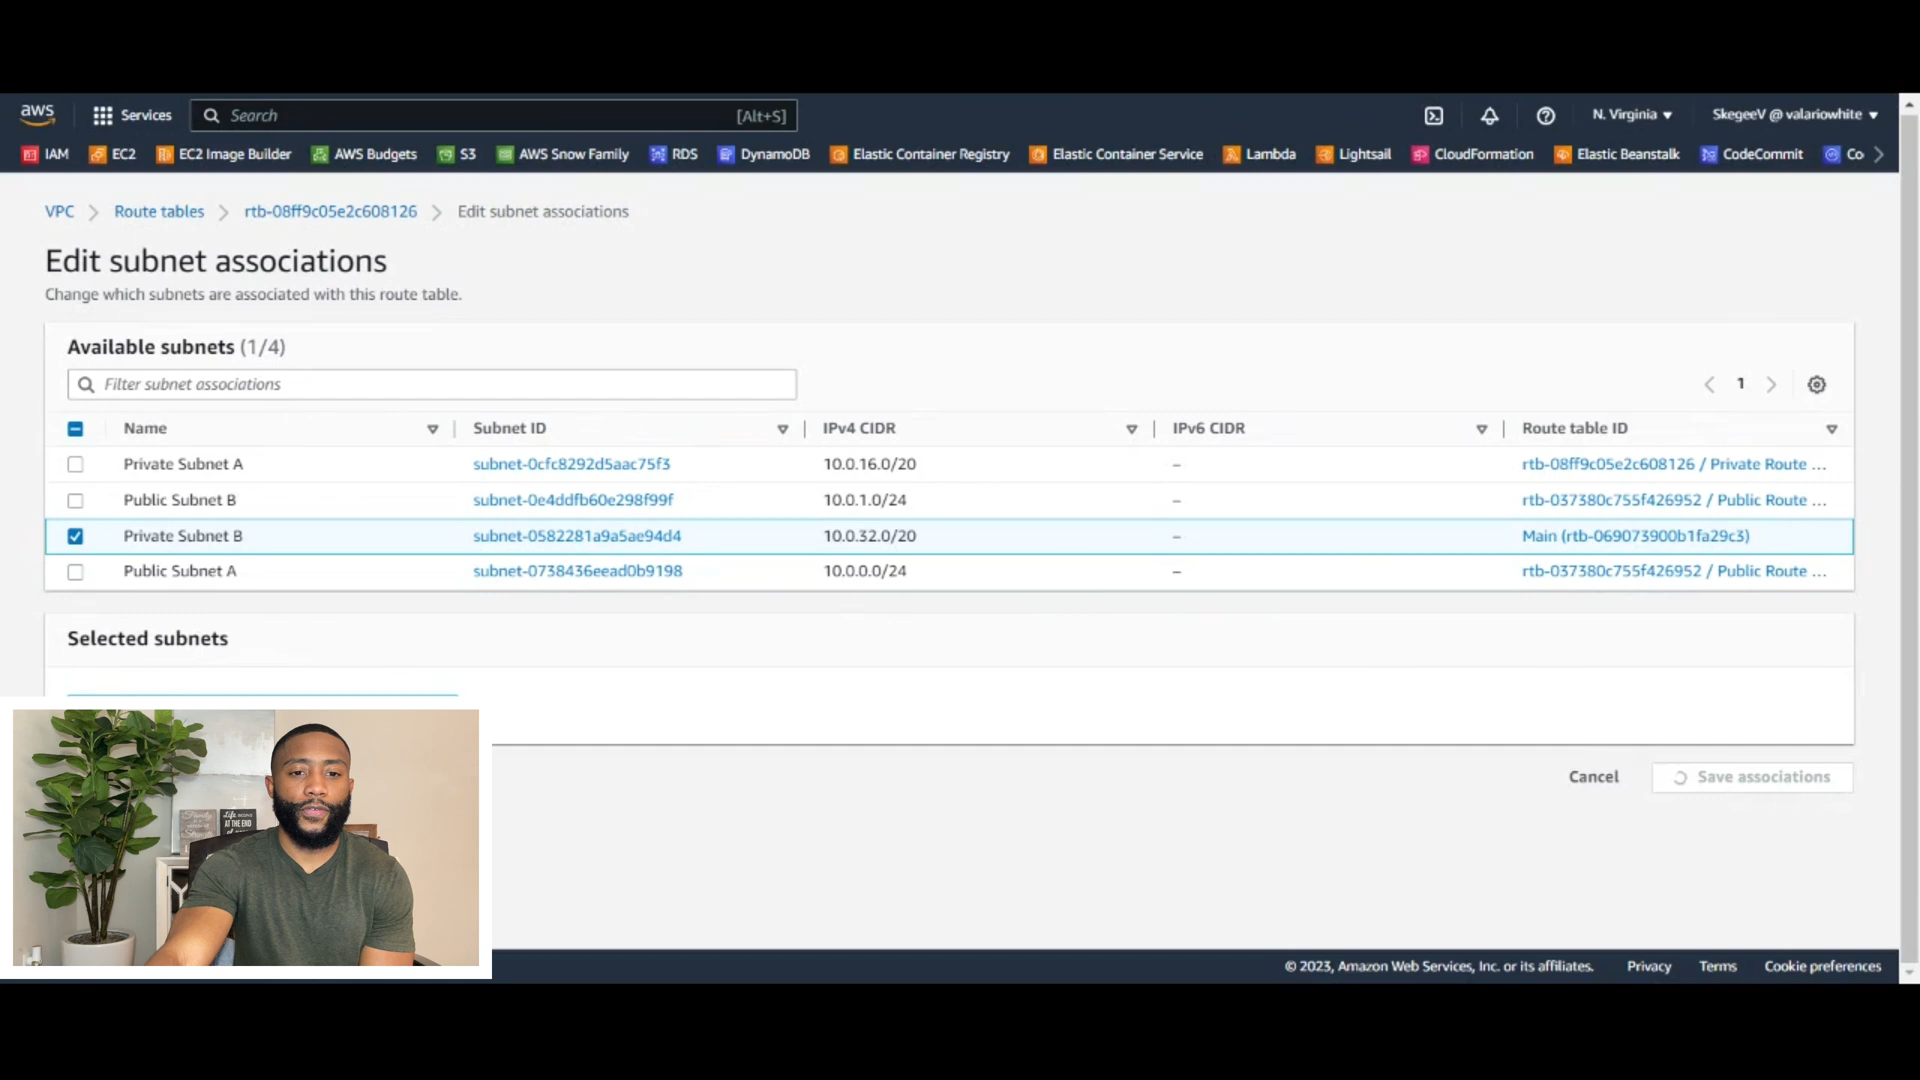 aws
Services
Search
[Alt+S]
N. Virginia
SkegeeV @ valariowhite
IAM
EC2
EC2 Image Builder
AWS Budgets
S3
AWS Snow Family
RDS
DynamoDB
Elastic Container Registry
Elastic Container Service
Lambda
Lightsail
CloudFormation
Elastic Beanstalk
CodeCommit
Co
VPC
Route tables
rtb-08ff9c05e2c608126
Edit subnet associations
Edit subnet associations
Change which subnets are associated with this route table.
Available subnets (1/4)
Filter subnet associations
1
Name
Subnet ID
IPv4 CIDR
IPv6 CIDR
Route table ID
Private Subnet A
subnet-0cfc8292d5aac75f3
10.0.16.0/20
–
rtb-08ff9c05e2c608126 / Private Route ...
Public Subnet B
subnet-0e4ddfb60e298f99f
10.0.1.0/24
–
rtb-037380c755f426952 / Public Route ...
Private Subnet B
subnet-0582281a9a5ae94d4
10.0.32.0/20
–
Main (rtb-069073900b1fa29c3)
Public Subnet A
subnet-0738436eead0b9198
10.0.0.0/24
–
rtb-037380c755f426952 / Public Route ...
Selected subnets
Cancel
Save associations
Life BEGINS
AT THE END
© 2023, Amazon Web Services, Inc. or its affiliates.
Privacy
Terms
Cookie preferences